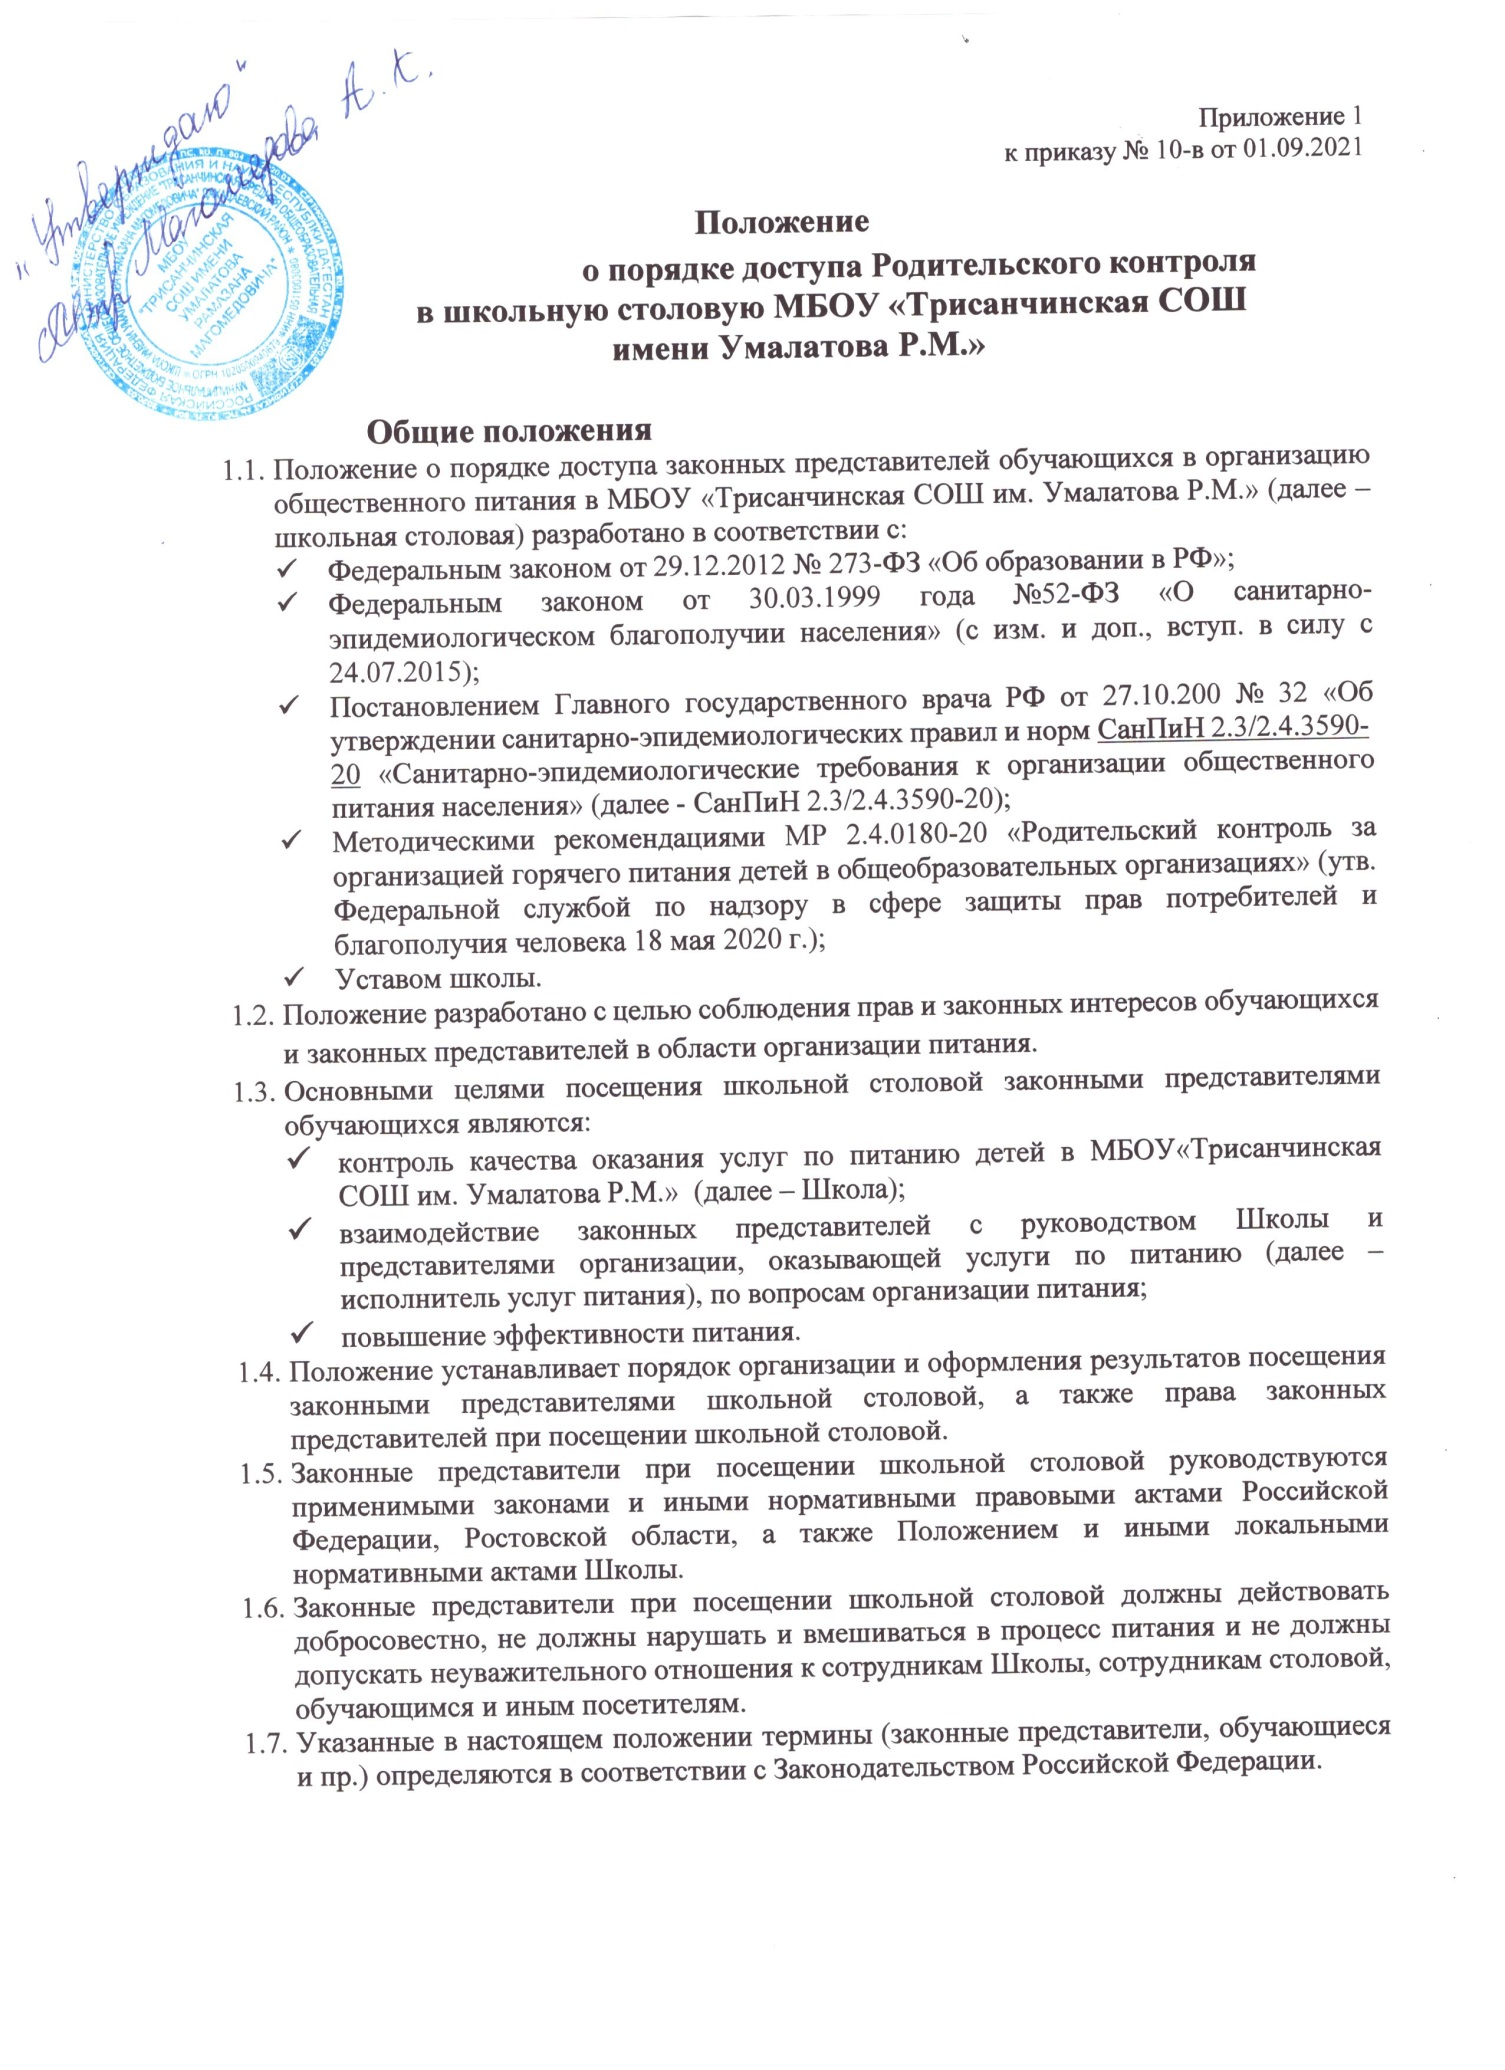 "Утверждаю"
Магомедова А. К.
МБОУ
"ТРИСАНЧИНСКАЯ
СОШ ИМЕНИ
УМАЛАТОВА
РАМАЗАНА
МАГОМЕДОВИЧА"
Приложение 1
к приказу № 10-в от 01.09.2021
Положение
о порядке доступа Родительского контроля
в школьную столовую МБОУ «Трисанчинская СОШ
имени Умалатова Р.М.»
Общие положения
1.1. Положение о порядке доступа законных представителей обучающихся в организацию
общественного питания в МБОУ «Трисанчинская СОШ им. Умалатова Р.М.» (далее –
школьная столовая) разработано в соответствии с:
✓ Федеральным законом от 29.12.2012 № 273-ФЗ «Об образовании в РФ»;
✓ Федеральным законом от 30.03.1999 года №52-ФЗ «О санитарно-
эпидемиологическом благополучии населения» (с изм. и доп., вступ. в силу с
24.07.2015);
✓ Постановлением Главного государственного врача РФ от 27.10.200 № 32 «Об
утверждении санитарно-эпидемиологических правил и норм СанПиН 2.3/2.4.3590-
20 «Санитарно-эпидемиологические требования к организации общественного
питания населения» (далее - СанПиН 2.3/2.4.3590-20);
✓ Методическими рекомендациями МР 2.4.0180-20 «Родительский контроль за
организацией горячего питания детей в общеобразовательных организациях» (утв.
Федеральной службой по надзору в сфере защиты прав потребителей и
благополучия человека 18 мая 2020 г.);
✓ Уставом школы.
1.2. Положение разработано с целью соблюдения прав и законных интересов обучающихся
и законных представителей в области организации питания.
1.3. Основными целями посещения школьной столовой законными представителями
обучающихся являются:
✓ контроль качества оказания услуг по питанию детей в МБОУ«Трисанчинская
СОШ им. Умалатова Р.М.» (далее – Школа);
✓ взаимодействие законных представителей с руководством Школы и
представителями организации, оказывающей услуги по питанию (далее –
исполнитель услуг питания), по вопросам организации питания;
✓ повышение эффективности питания.
1.4. Положение устанавливает порядок организации и оформления результатов посещения
законными представителями школьной столовой, а также права законных
представителей при посещении школьной столовой.
1.5. Законные представители при посещении школьной столовой руководствуются
применимыми законами и иными нормативными правовыми актами Российской
Федерации, Ростовской области, а также Положением и иными локальными
нормативными актами Школы.
1.6. Законные представители при посещении школьной столовой должны действовать
добросовестно, не должны нарушать и вмешиваться в процесс питания и не должны
допускать неуважительного отношения к сотрудникам Школы, сотрудникам столовой,
обучающимся и иным посетителям.
1.7. Указанные в настоящем положении термины (законные представители, обучающиеся
и пр.) определяются в соответствии с Законодательством Российской Федерации.